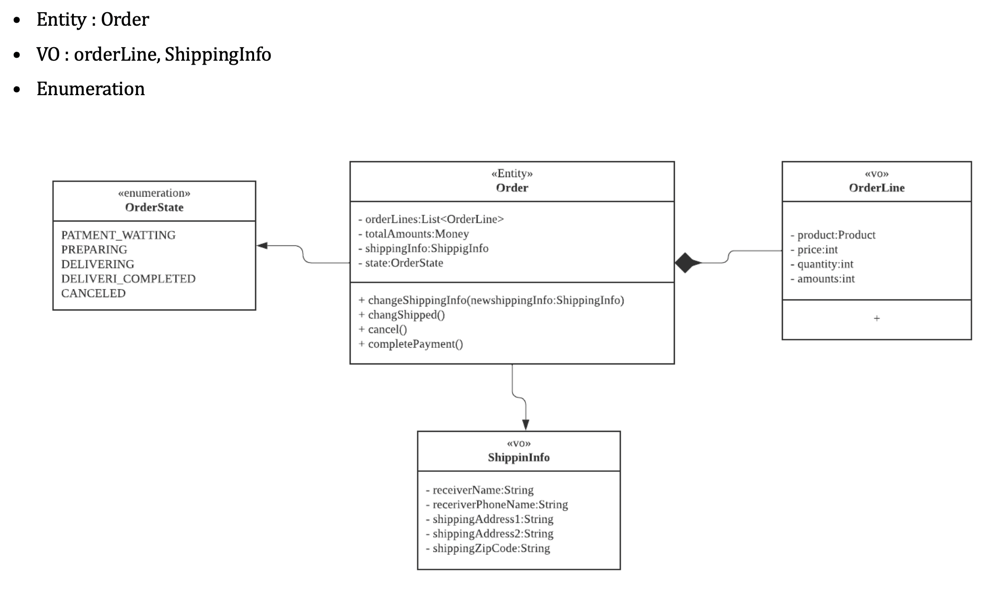 • Entity : Order
• VO : orderLine, ShippingInfo
• Enumeration
«enumeration»
OrderState
PATMENT_WATTING
PREPARING
DELIVERING
DELIVERI_COMPLETED
CANCELED
«Entity»
Order
- orderLines:List<OrderLine>
- totalAmounts:Money
- shippingInfo:ShippigInfo
- state:OrderState
+ changeShippingInfo(newshippingInfo:ShippingInfo)
+ changShipped()
+ cancel()
+ completePayment()
«vo»
OrderLine
- product:Product
- price:int
- quantity:int
- amounts:int
+
«vo»
ShippinInfo
- receiverName:String
- receriverPhoneName:String
- shippingAddress1:String
- shippingAddress2:String
- shippingZipCode:String